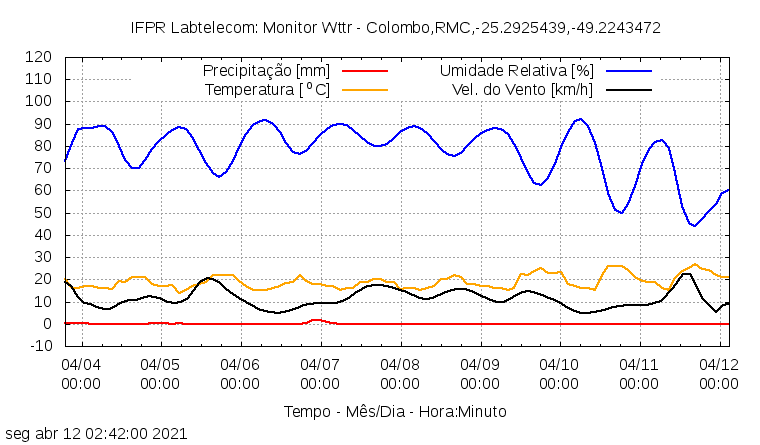 IFPR Labtelecom: Monitor Wttr - Colombo,RMC,-25.2925439,-49.2243472
120
110
100
90
80
70
60
50
40
30
20
10
0
-10
Precipitação [mm]
Temperatura [⁰C]
Umidade Relativa [%]
Vel. do Vento [km/h]
04/04 04/05 04/06 04/07 04/08 04/09 04/10 04/11 04/12
00:00 00:00 00:00 00:00 00:00 00:00 00:00 00:00 00:00
Tempo - Mês/Dia - Hora:Minuto
seg abr 12 02:42:00 2021